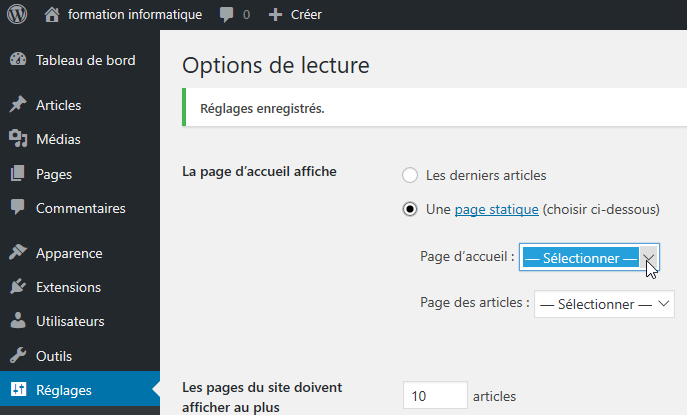 formation informatique 0 Créer
Tableau de bord
Articles
Médias
Pages
Commentaires
Apparence
Extensions
Utilisateurs
Outils
Réglages
Options de lecture
Réglages enregistrés.
La page d’accueil affiche
Les derniers articles
Une page statique (choisir ci-dessous)
Page d’accueil : — Sélectionner —
Page des articles : — Sélectionner —
Les pages du site doivent
afficher au plus
10 articles